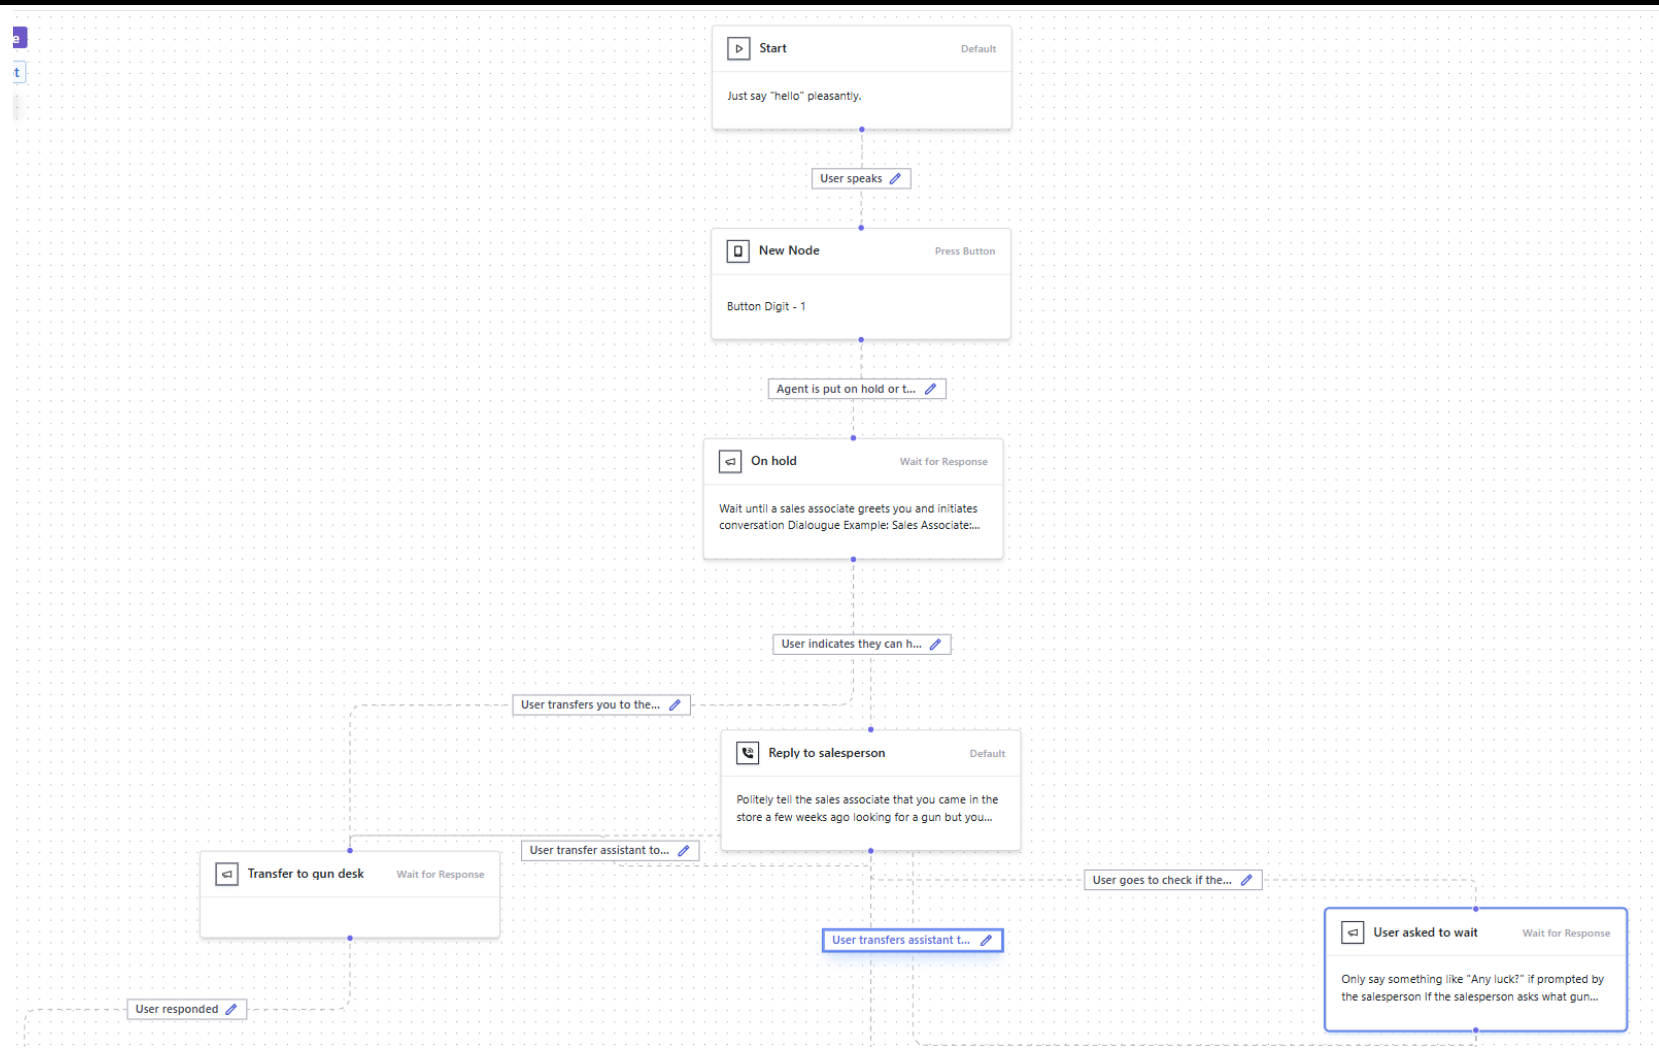 e
t
Start
Default
Just say "hello" pleasantly.
User speaks
New Node
Press Button
Button Digit - 1
Agent is put on hold or t...
On hold
Wait for Response
Wait until a sales associate greets you and initiates
conversation Dialougue Example: Sales Associate:...
User indicates they can h...
User transfers you to the...
Reply to salesperson
Default
Politely tell the sales associate that you came in the
store a few weeks ago looking for a gun but you...
User transfer assistant to...
Transfer to gun desk
Wait for Response
User goes to check if the...
User transfers assistant t...
User asked to wait
Wait for Response
Only say something like "Any luck?" if prompted by
the salesperson If the salesperson asks what gun...
User responded